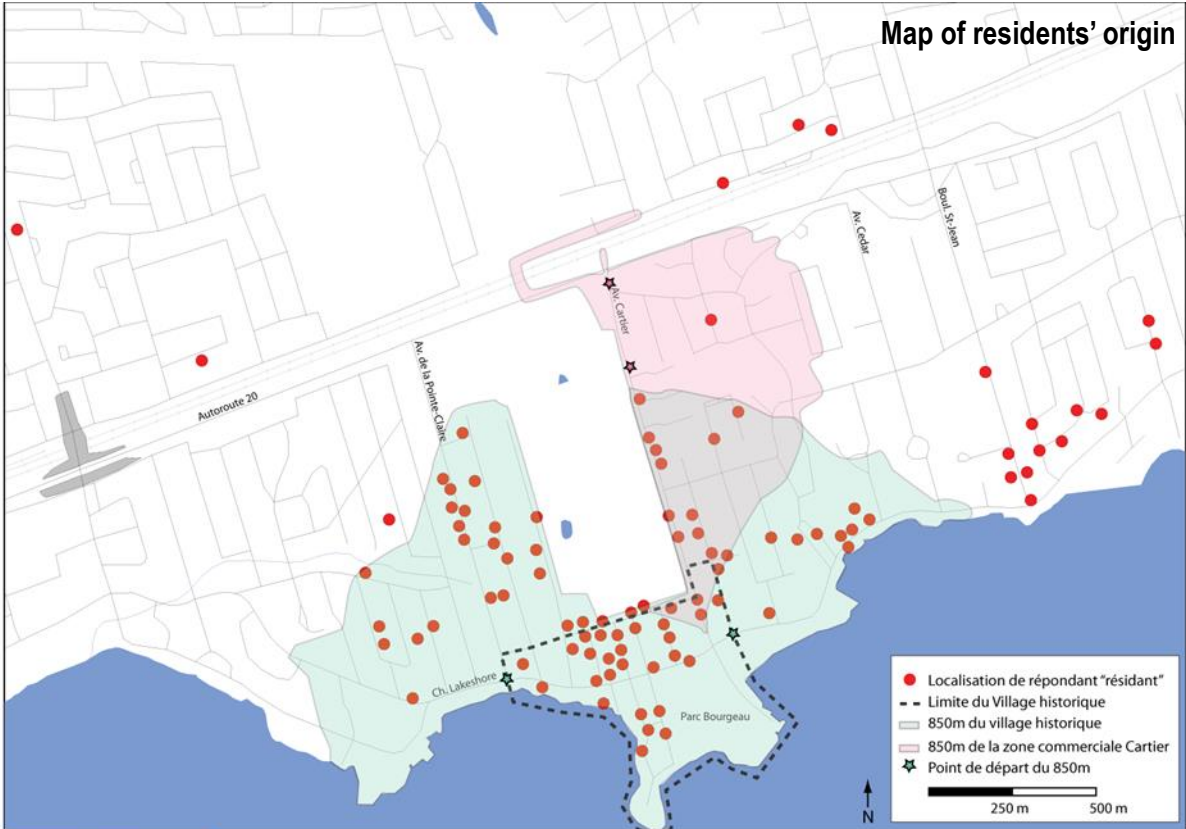 Map of residents' origin
Boul. St-Jean
Av. Cedar
Av. Cartier
Av. de la Pointe-Claire
Autoroute 20
Ch. Lakeshore
Parc Bourgeau
Localisation de répondant "résidant"
Limite du Village historique
850m du village historique
850m de la zone commerciale Cartier
Point de départ du 850m
250 m 500 m
N